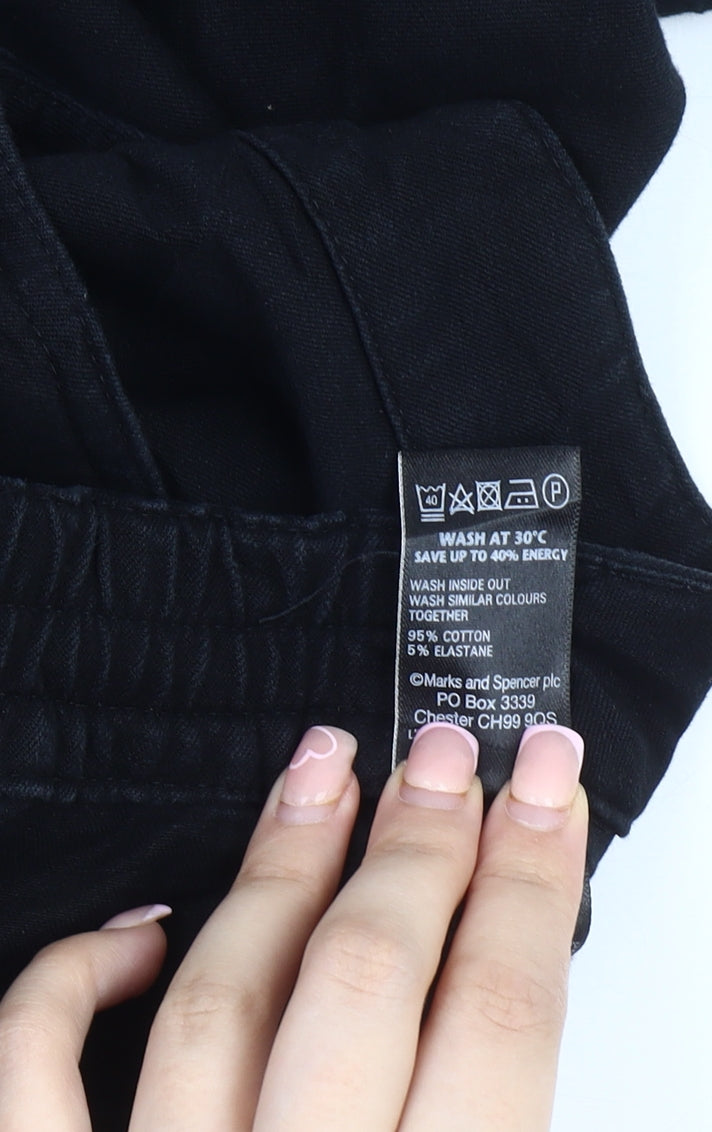 40 P
WASH AT 30°C
SAVE UP TO 40% ENERGY
WASH INSIDE OUT
WASH SIMILAR COLOURS
TOGETHER
95% COTTON
5% ELASTANE
©Marks and Spencer plc
PO Box 3339
Chester CH99 9QS